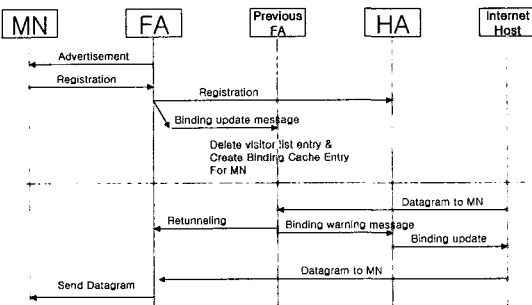 MN
FA
Previous
FA
HA
Internet
Host
Advertisement
Registration
Registration
Binding update message
Delete visitor list entry &
Create Binding Cache Entry
For MN
Datagram to MN
Retunneling
Binding warning message
Binding update
Datagram to MN
Send Datagram